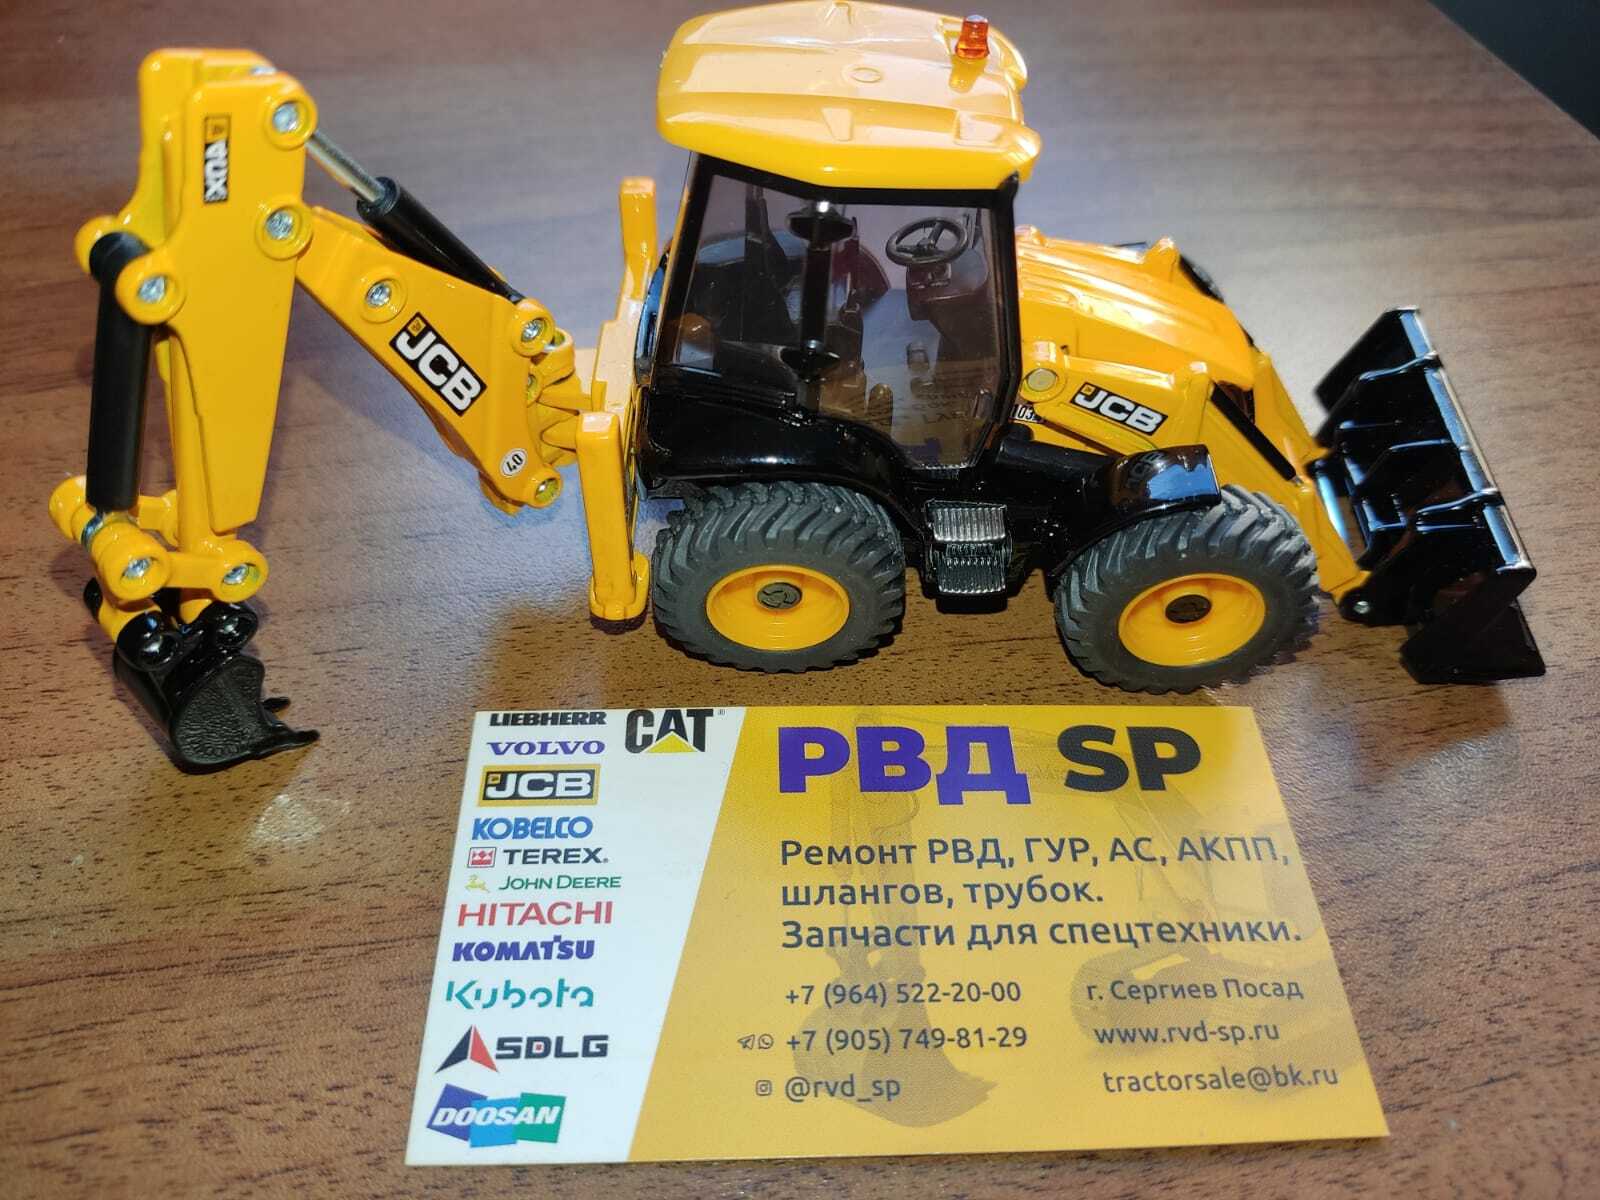 4UX
JCB
40
JCB
LIEBHERR
CAT®
VOLVO
JCB
KOBELCO
TEREX.
JOHN DEERE
HITACHI
KOMATSU
Kubota
SDLG
DOOSAN
РВД SP
Ремонт РВД, ГУР, АС, АКПП,
шлангов, трубок.
Запчасти для спецтехники.
+7 (964) 522-20-00
+7 (905) 749-81-29
@rvd_sp
г. Сергиев Посад
www.rvd-sp.ru
tractorsale@bk.ru